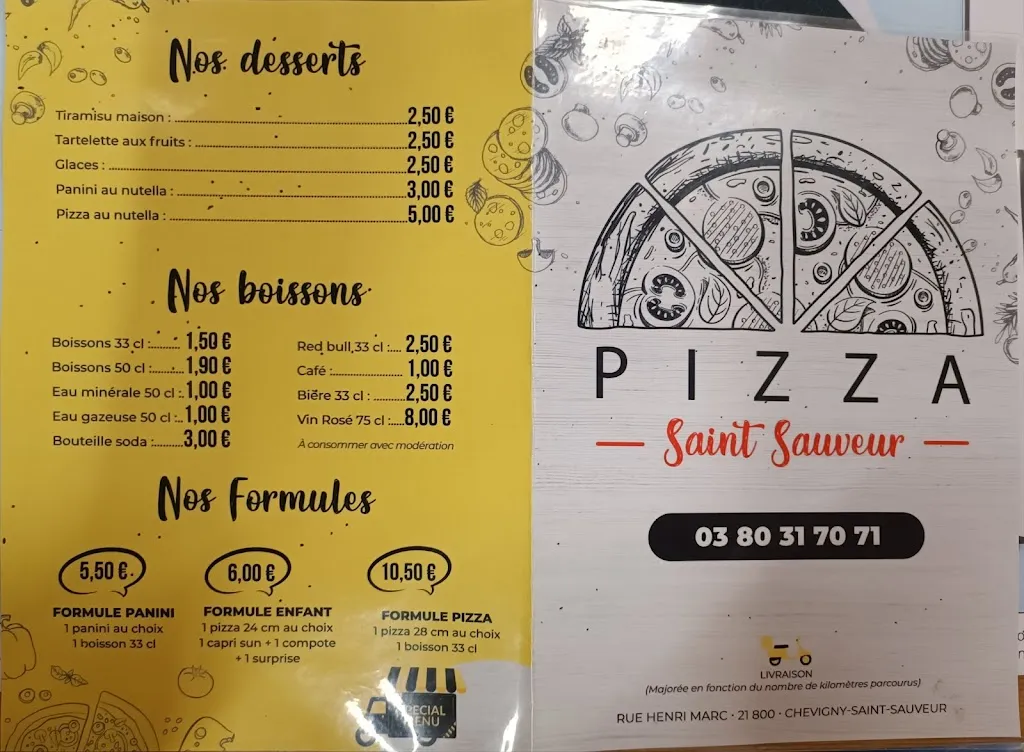 Nos desserts
Tiramisu maison : 2,50 €
Tartelette aux fruits : 2,50 €
Glaces : 2,50 €
Panini au nutella : 3,00 €
Pizza au nutella : 5,00 €
Nos boissons
Boissons 33 cl : 1,50 €
Boissons 50 cl : 1,90 €
Eau minérale 50 cl : 1,00 €
Eau gazeuse 50 cl : 1,00 €
Bouteille soda : 3,00 €
Red bull 33 cl : 2,50 €
Café : 1,00 €
Bière 33 cl : 2,50 €
Vin Rosé 75 cl : 8,00 €
À consommer avec modération
Nos Formules
5,50 €
FORMULE PANINI
1 panini au choix
1 boisson 33 cl
6,00 €
FORMULE ENFANT
1 pizza 24 cm au choix
1 capri sun + 1 compote
+ 1 surprise
10,50 €
FORMULE PIZZA
1 pizza 28 cm au choix
1 boisson 33 cl
SPECIAL
MENU
PIZZA
Saint Sauveur
03 80 31 70 71
LIVRAISON
(Majorée en fonction du nombre de kilomètres parcourus)
RUE HENRI MARC · 21 800 · CHEVIGNY-SAINT-SAUVEUR